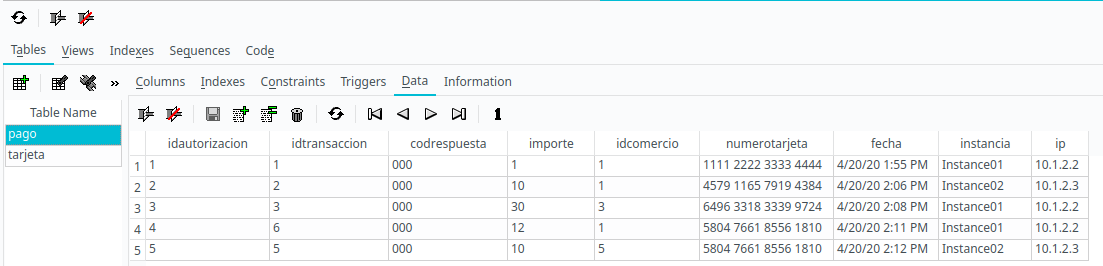 Tables Views Indexes Sequences Code
» Columns Indexes Constraints Triggers Data Information
Table Name
pago
tarjeta
1
idautorizacion idtransaccion codrespuesta importe idcomercio numerotarjeta fecha instancia ip
1 1 1 000 1 1 1111 2222 3333 4444 4/20/20 1:55 PM Instance01 10.1.2.2
2 2 2 000 10 1 4579 1165 7919 4384 4/20/20 2:06 PM Instance02 10.1.2.3
3 3 3 000 30 3 6496 3318 3339 9724 4/20/20 2:08 PM Instance01 10.1.2.2
4 4 6 000 12 1 5804 7661 8556 1810 4/20/20 2:11 PM Instance01 10.1.2.2
5 5 5 000 10 5 5804 7661 8556 1810 4/20/20 2:12 PM Instance02 10.1.2.3